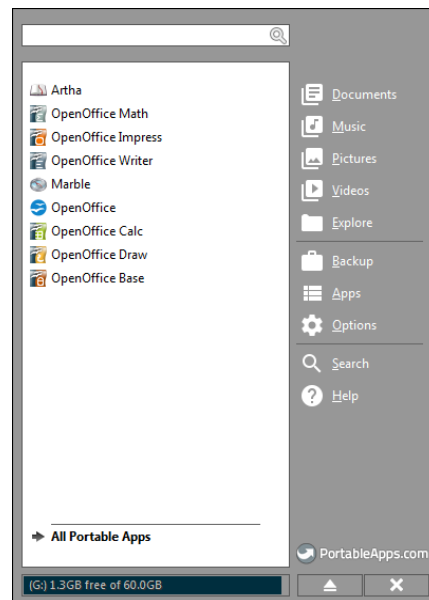 Artha
OpenOffice Math
OpenOffice Impress
OpenOffice Writer
Marble
OpenOffice
OpenOffice Calc
OpenOffice Draw
OpenOffice Base
All Portable Apps
(G:) 1.3GB free of 60.0GB
Documents
Music
Pictures
Videos
Explore
Backup
Apps
Options
Search
Help
PortableApps.com